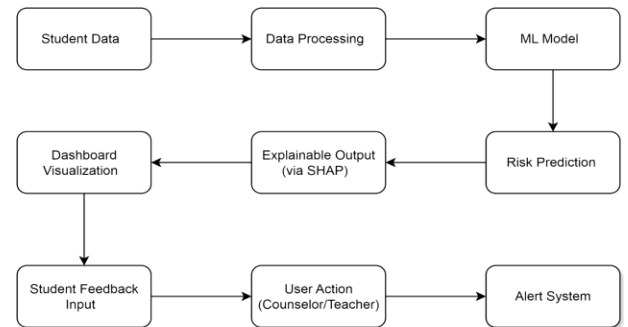 Student Data
Data Processing
ML Model
Dashboard
Visualization
Explainable Output
(via SHAP)
Risk Prediction
Student Feedback
Input
User Action
(Counselor/Teacher)
Alert System